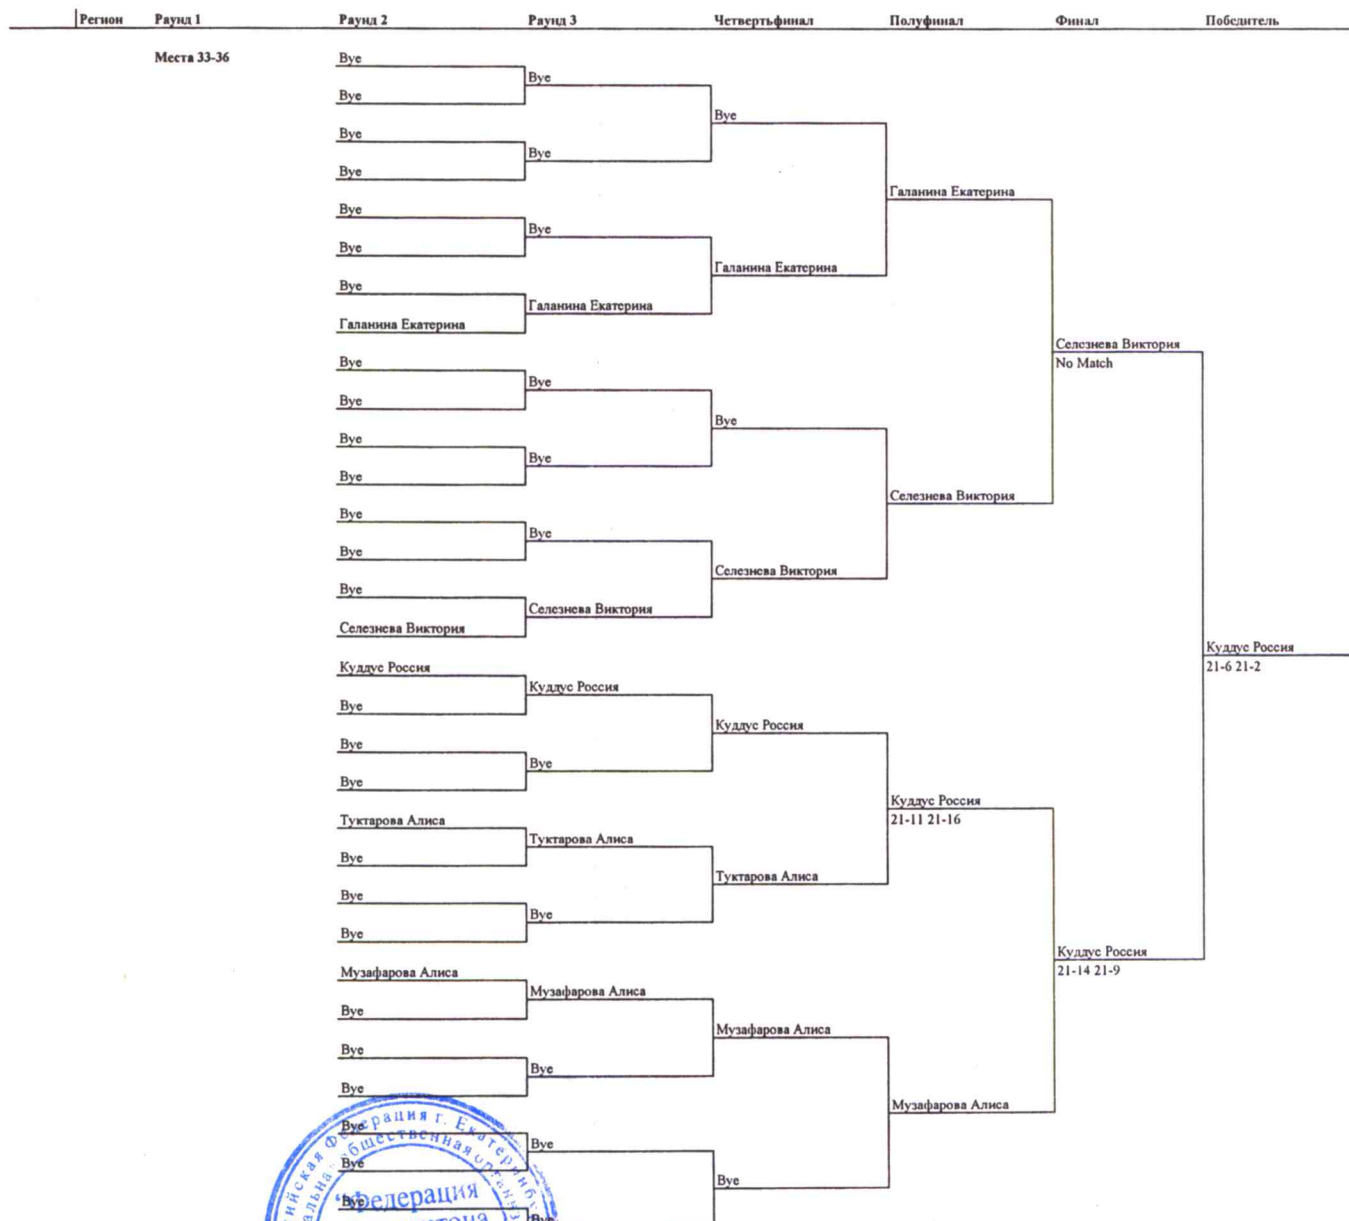 Регион Раунд 1 Раунд 2 Раунд 3 Четвертьфинал Полуфинал Финал Победитель
Места 33-36 Bye
Bye
Bye
Bye
Bye
Bye
Bye
Галанина Екатерина
Bye
Bye
Bye
Галанина Екатерина
Bye
Галанина Екатерина
Галанина Екатерина
Селезнева Виктория
Bye
No Match
Bye
Bye
Bye
Bye
Bye
Bye
Селезнева Виктория
Bye
Bye
Bye
Селезнева Виктория
Bye
Селезнева Виктория
Селезнева Виктория
Куддус Россия
Куддус Россия
21-6 21-2
Куддус Россия
Bye
Куддус Россия
Bye
Bye
Bye
Куддус Россия
Туктарова Алиса
21-11 21-16
Туктарова Алиса
Bye
Туктарова Алиса
Bye
Bye
Bye
Куддус Россия
Музафарова Алиса
21-14 21-9
Музафарова Алиса
Bye
Музафарова Алиса
Bye
Bye
Bye
Музафарова Алиса
Bye
Bye
Bye
Bye
Bye
Bye
Федерация